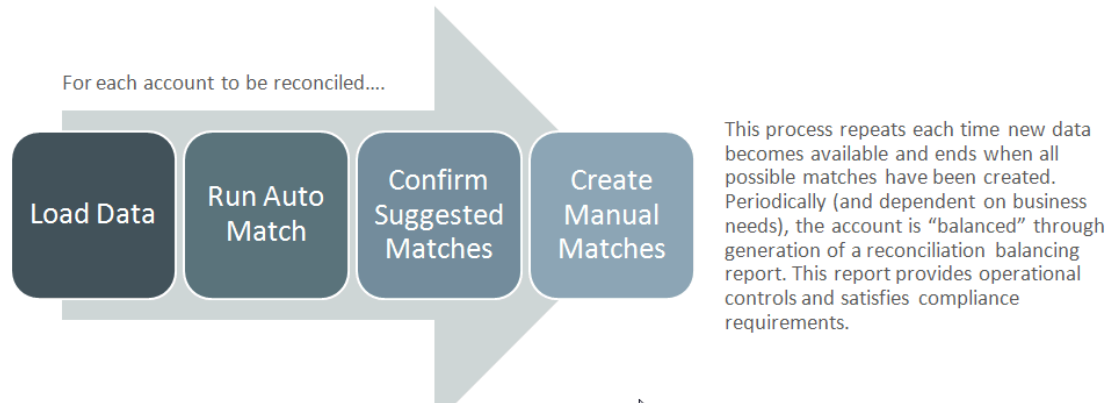 For each account to be reconciled....
Load Data
Run Auto
Match
Confirm
Suggested
Matches
Create
Manual
Matches
This process repeats each time new data
becomes available and ends when all
possible matches have been created.
Periodically (and dependent on business
needs), the account is “balanced” through
generation of a reconciliation balancing
report. This report provides operational
controls and satisfies compliance
requirements.